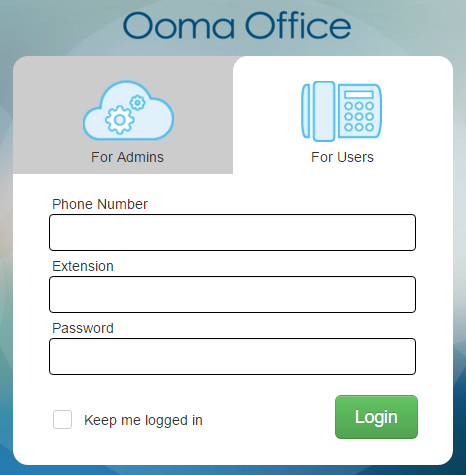 Ooma Office
For Admins
For Users
Phone Number
Extension
Password
Keep me logged in
Login